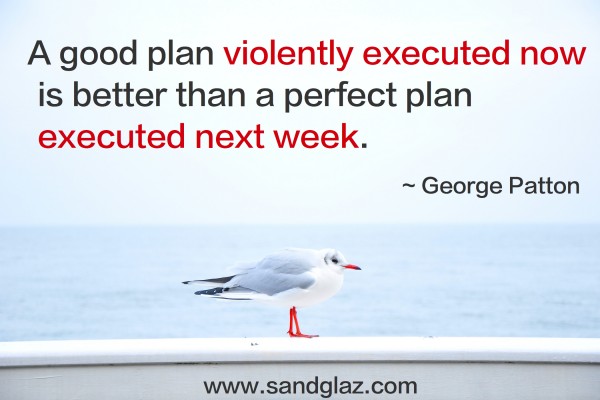 A good plan violently executed now
is better than a perfect plan
executed next week.
~ George Patton
www.sandglaz.com